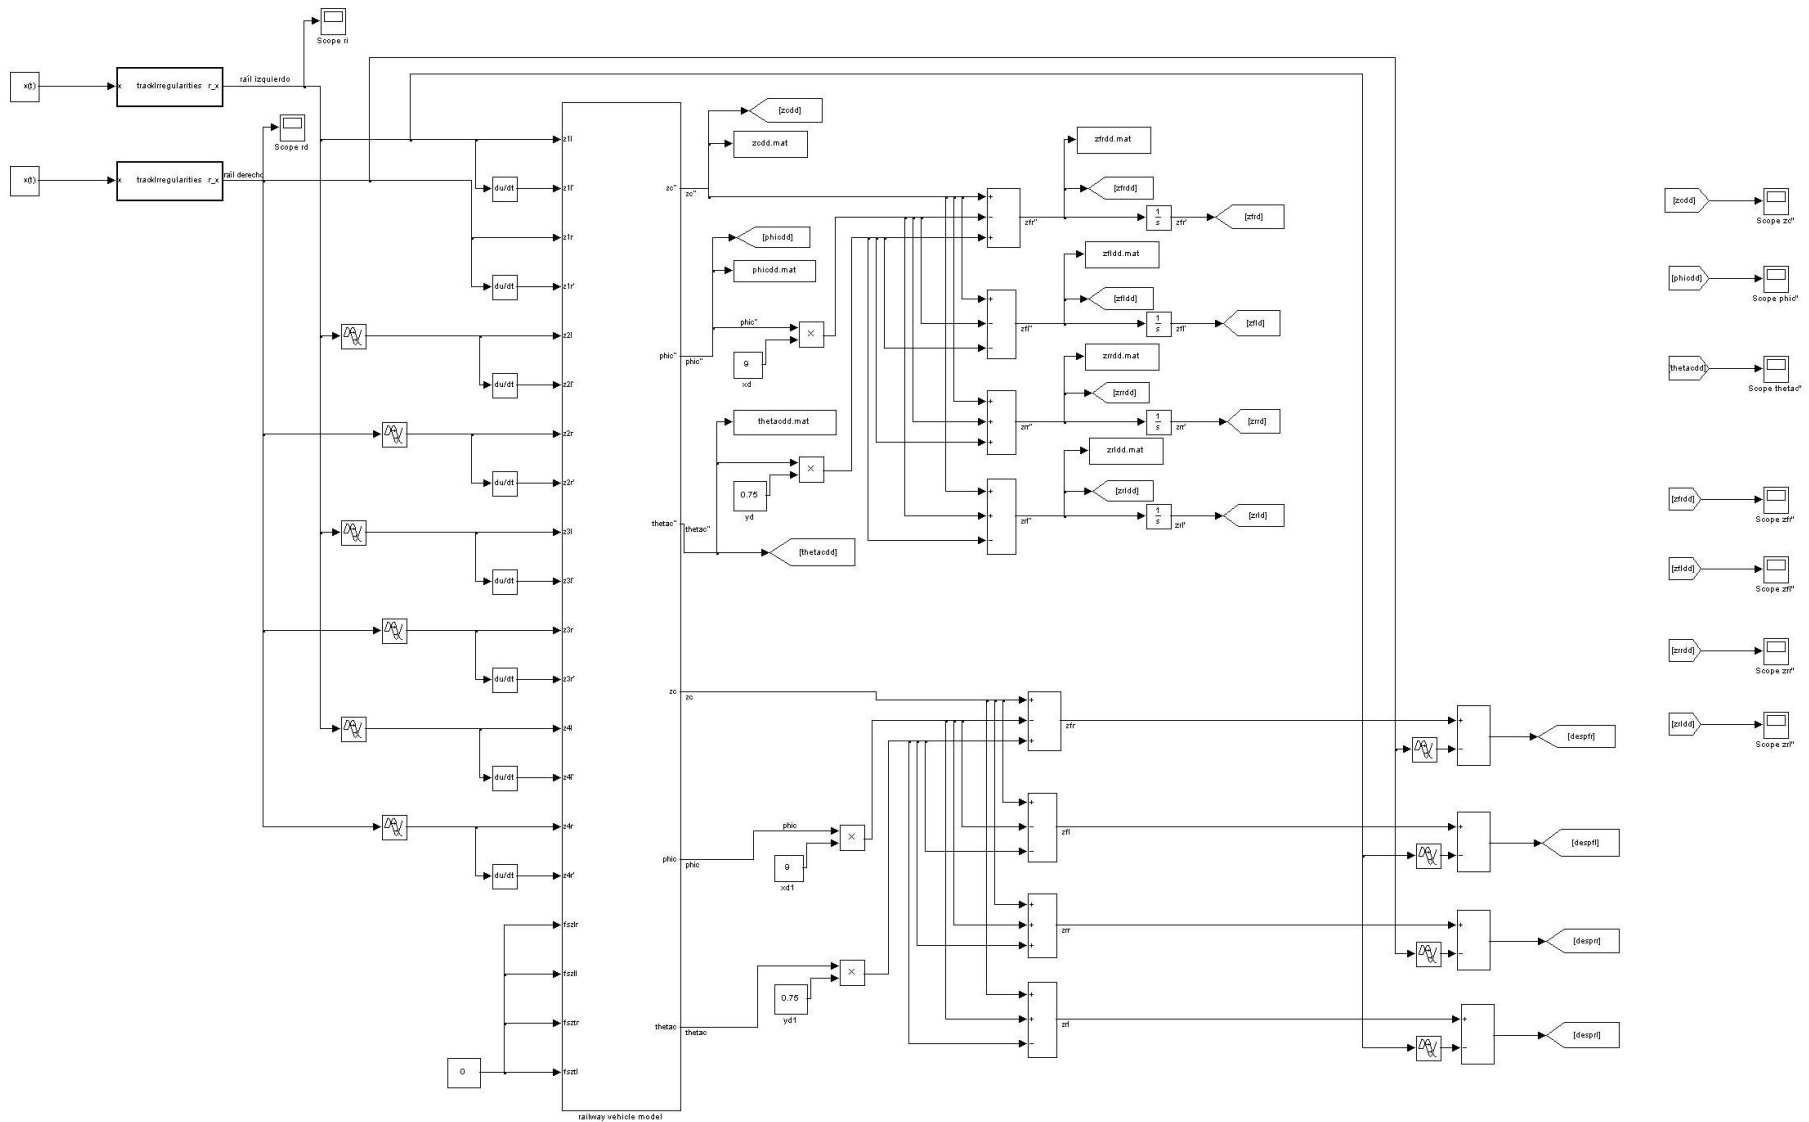 Scope ri
x(t)
x trackIrregularities r_x
raíl izquierdo
Scope rd
x(t)
x trackIrregularities r_x
raíl derecho
z1l
du/dt
z1l'
z1r
du/dt
z1r'
z2l
du/dt
z2l'
z2r
du/dt
z2r'
z3l
du/dt
z3l'
z3r
du/dt
z3r'
z4l
du/dt
z4l'
z4r
du/dt
z4r'
fszlr
fszll
fsztr
fsztl
0
railway vehicle model
zc''
zc''
phic''
phic''
thetac''
thetac''
zc
zc
phic
phic
thetac
thetac
[zcdd]
zcdd.mat
[phicdd]
phicdd.mat
phic''
×
9
xd
thetacdd.mat
×
0.75
yd
[thetacdd]
+
−
+
zfr''
zfrdd.mat
[zfrdd]
1
s
zfr'
[zfrd]
+
−
−
zfl''
zfldd.mat
[zfldd]
1
s
zfl'
[zfld]
+
+
+
zrr''
zrrdd.mat
[zrrdd]
1
s
zrr'
[zrrd]
+
+
−
zrl''
zrldd.mat
[zrldd]
1
s
zrl'
[zrld]
phic
×
9
xd1
×
0.75
yd1
+
−
+
zfr
+
−
[despfr]
+
−
−
zfl
+
−
[despfl]
+
+
+
zrr
+
−
[desprr]
+
+
−
zrl
+
−
[desprl]
[zcdd]
Scope zc''
[phicdd]
Scope phic''
[thetacdd]
Scope thetac''
[zfrdd]
Scope zfr''
[zfldd]
Scope zfl''
[zrrdd]
Scope zrr''
[zrldd]
Scope zrl''